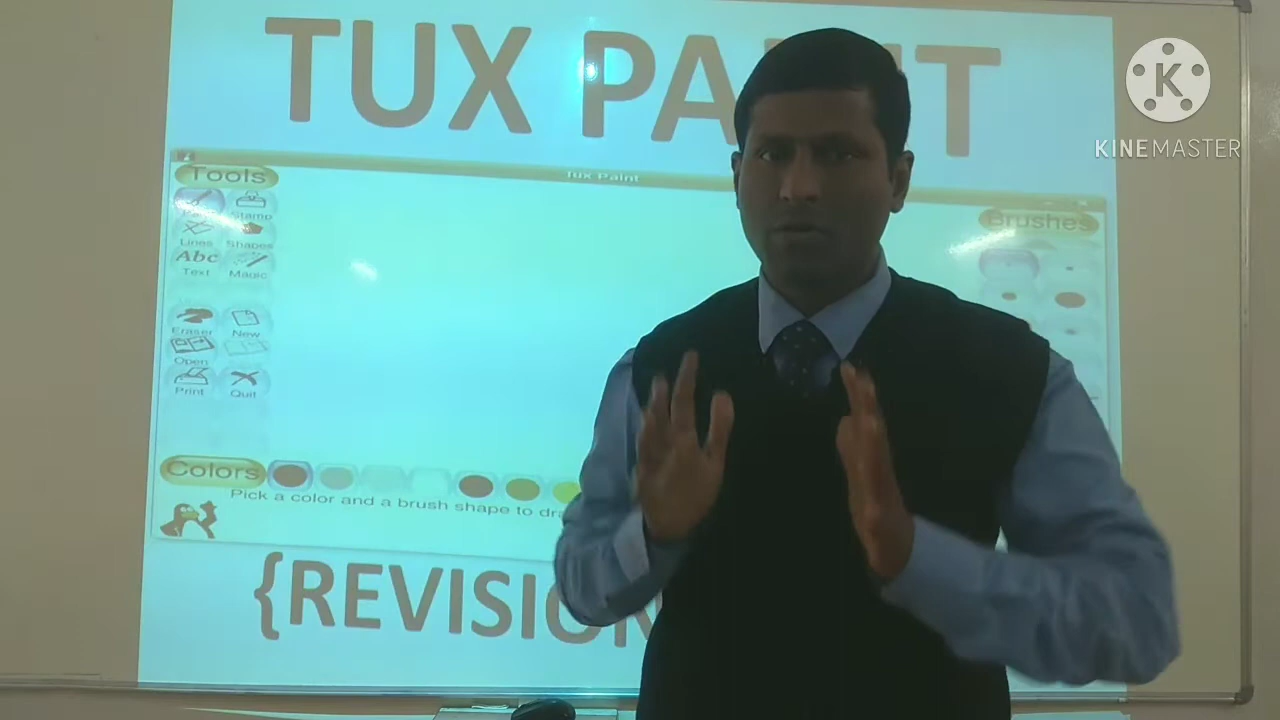 TUX PA T
K
KINEMASTER
Tux Paint
Tools
Brushes
Stamp
Lines Shapes
Abc
Text Magic
Eraser New
Open
Print Quit
Colors
Pick a color and a brush shape to dra
{REVISION